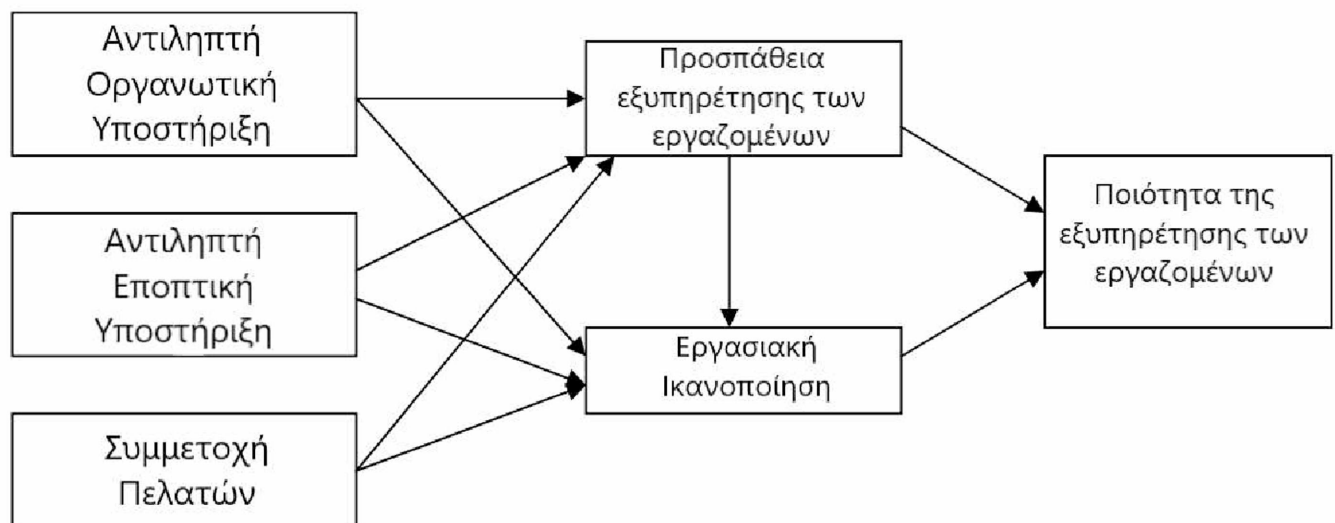 Αντιληπτή
Οργανωτική
Υποστήριξη
Αντιληπτή
Εποπτική
Υποστήριξη
Συμμετοχή
Πελατών
Προσπάθεια
εξυπηρέτησης των
εργαζομένων
Εργασιακή
Ικανοποίηση
Ποιότητα της
εξυπηρέτησης των
εργαζομένων